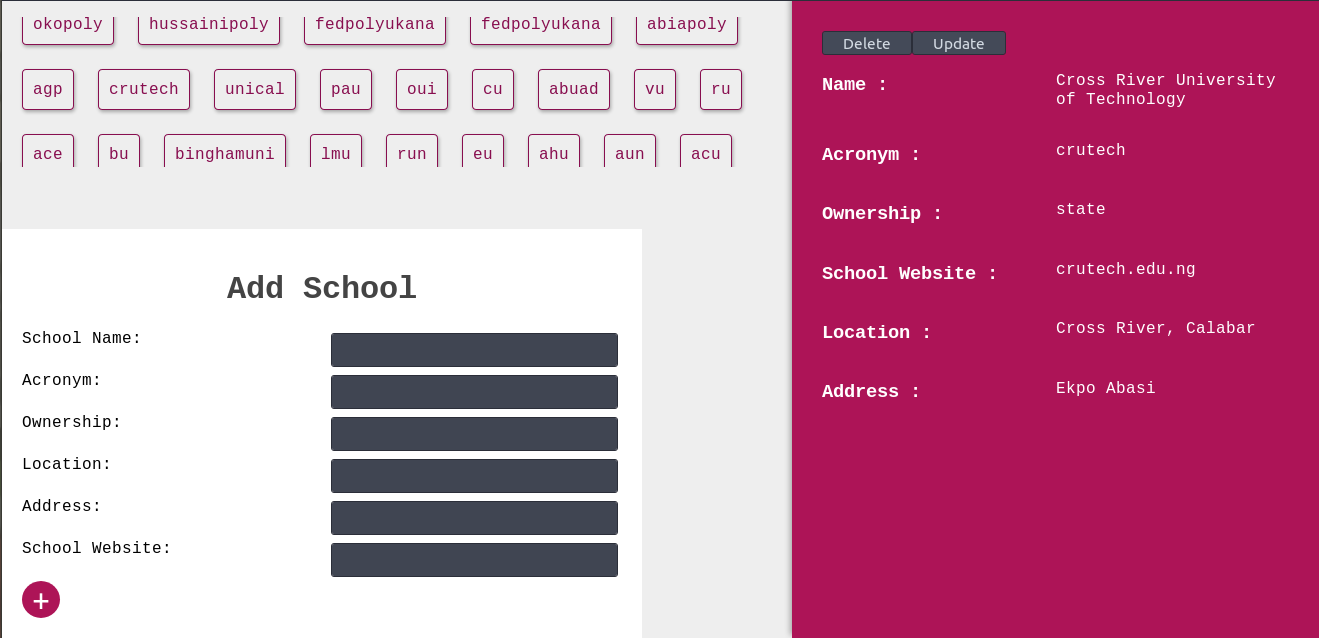 okopoly hussainipoly fedpolyukana fedpolyukana abiapoly
agp crutech unical pau oui cu abuad vu ru
ace bu binghamuni lmu run eu ahu aun acu
Add School
School Name:
Acronym:
Ownership:
Location:
Address:
School Website:
+
Delete Update
Name : Cross River University
of Technology
Acronym : crutech
Ownership : state
School Website : crutech.edu.ng
Location : Cross River, Calabar
Address : Ekpo Abasi